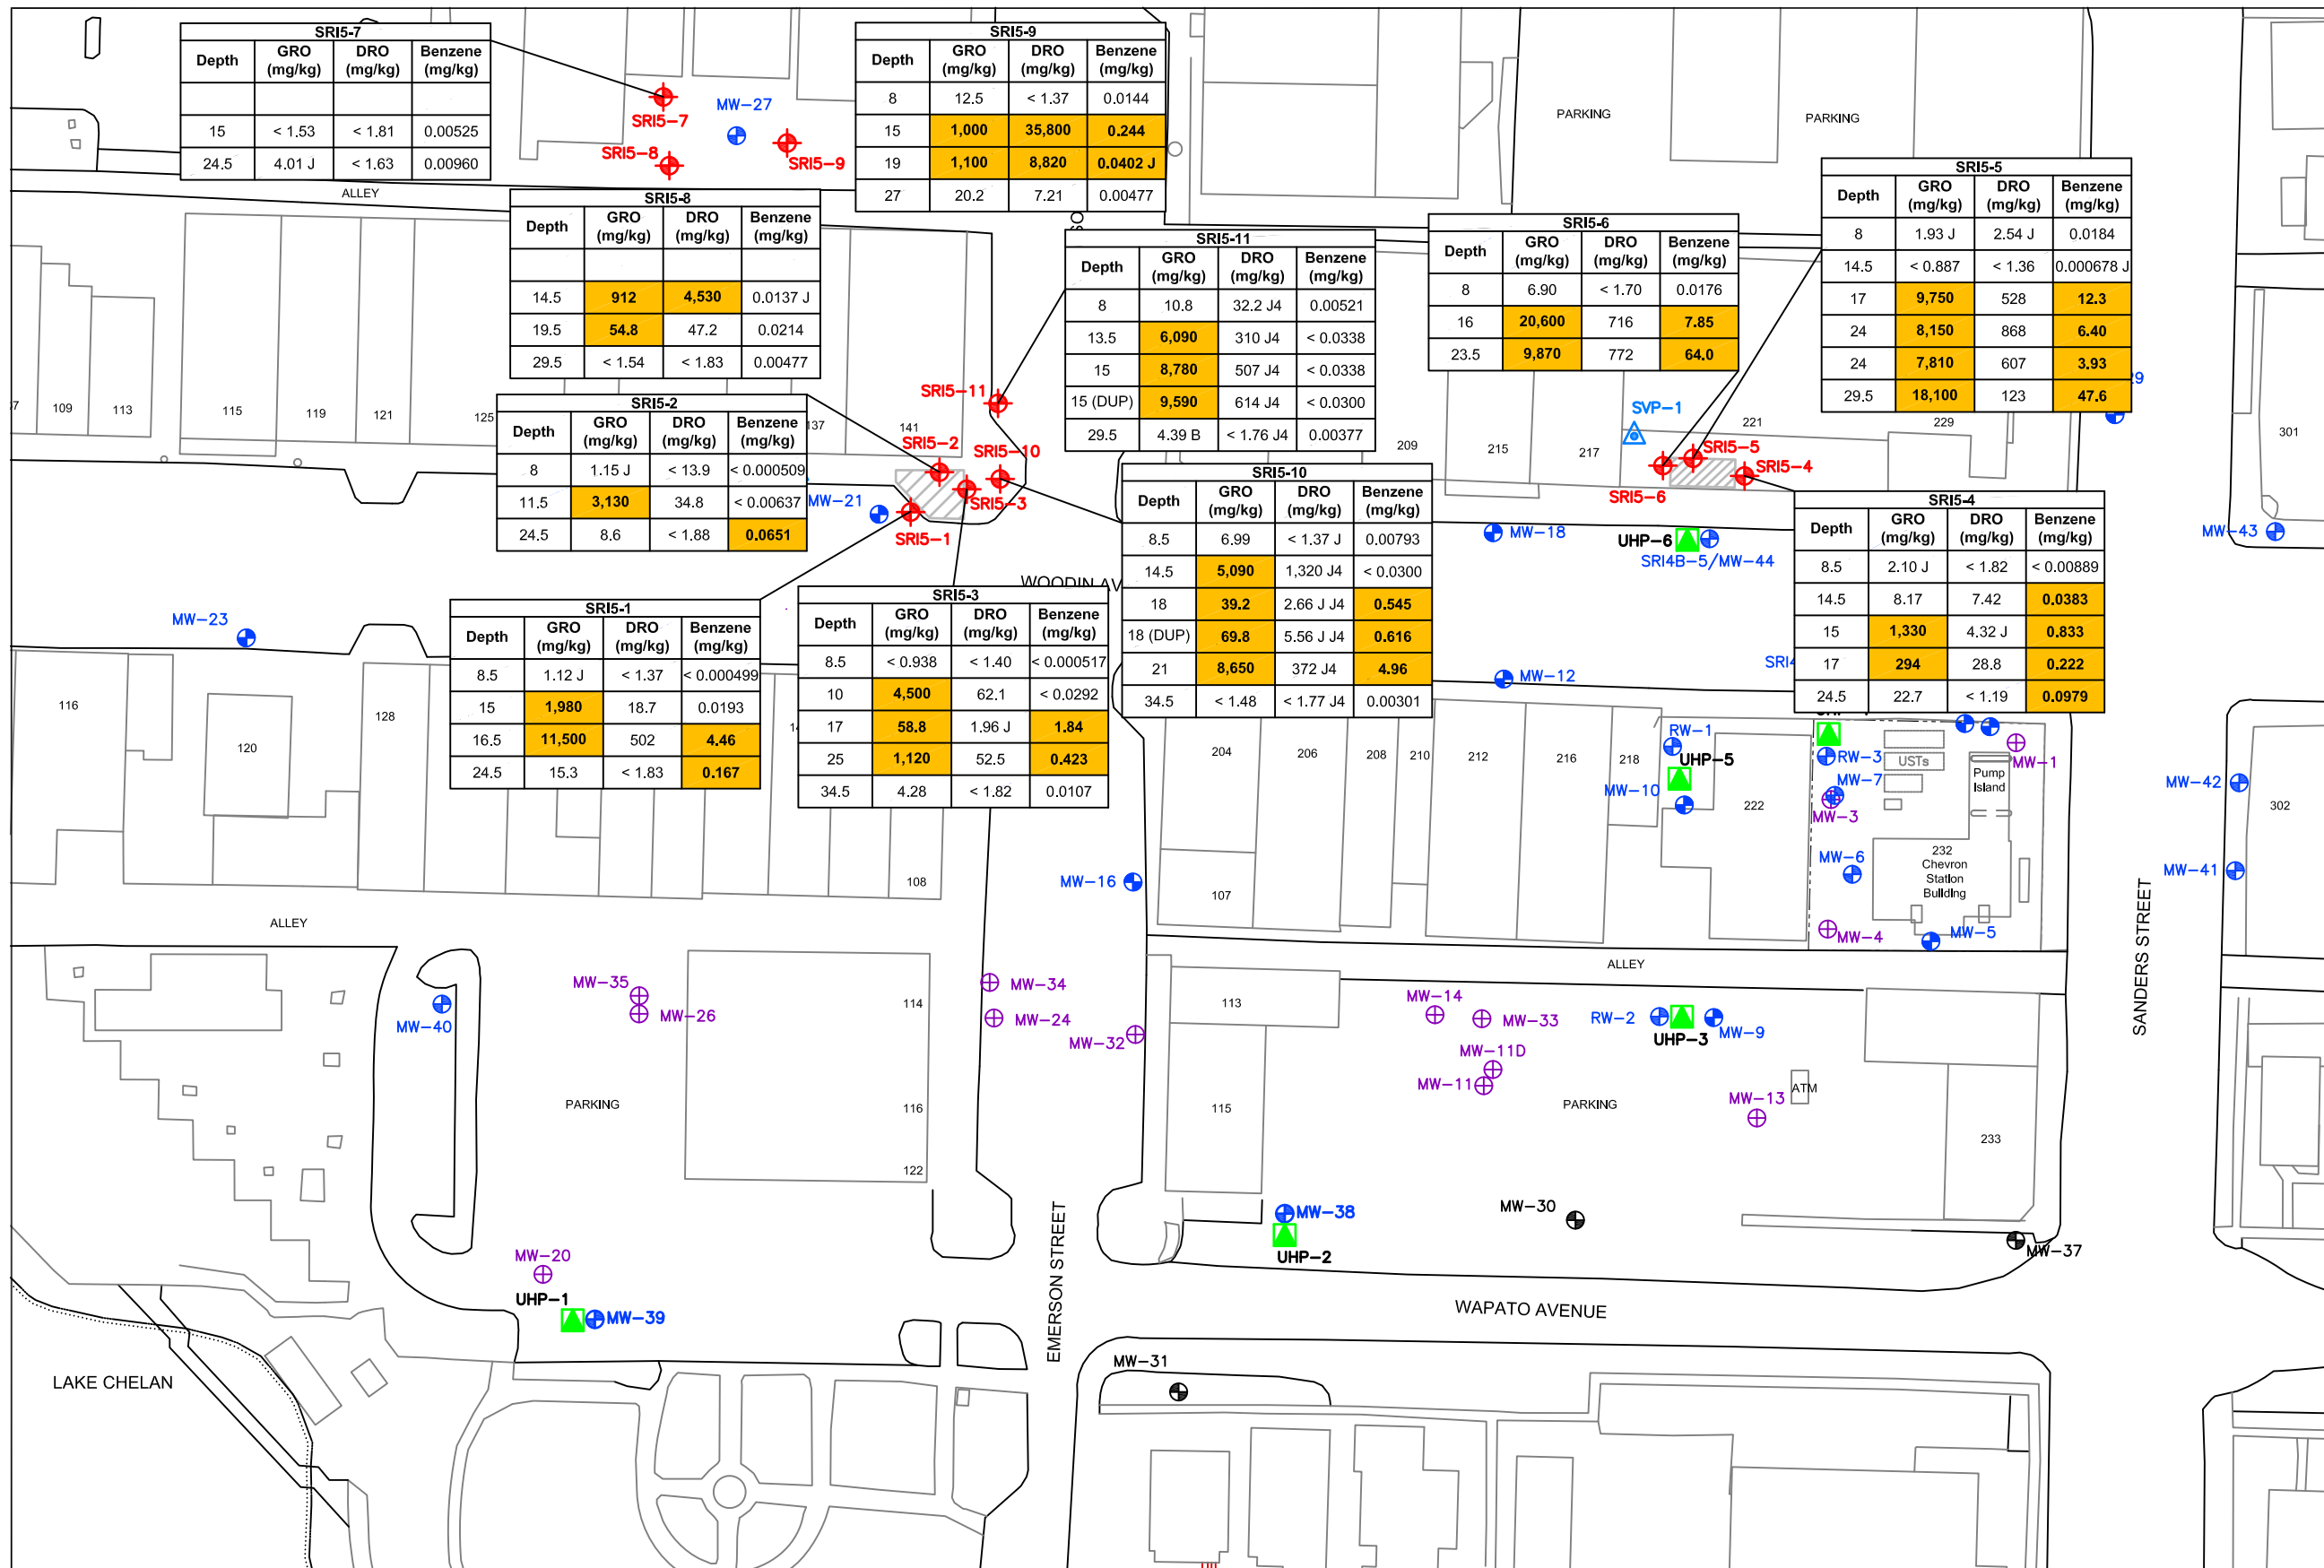 SRI5-7
Depth GRO (mg/kg) DRO (mg/kg) Benzene (mg/kg)
15 < 1.53 < 1.81 0.00525
24.5 4.01 J < 1.63 0.00960
SRI5-9
Depth GRO (mg/kg) DRO (mg/kg) Benzene (mg/kg)
8 12.5 < 1.37 0.0144
15 1,000 35,800 0.244
19 1,100 8,820 0.0402 J
27 20.2 7.21 0.00477
SRI5-7
MW-27
SRI5-8
SRI5-9
PARKING
PARKING
ALLEY
SRI5-8
Depth GRO (mg/kg) DRO (mg/kg) Benzene (mg/kg)
14.5 912 4,530 0.0137 J
19.5 54.8 47.2 0.0214
29.5 < 1.54 < 1.83 0.00477
SRI5-11
Depth GRO (mg/kg) DRO (mg/kg) Benzene (mg/kg)
8 10.8 32.2 J4 0.00521
13.5 6,090 310 J4 < 0.0338
15 8,780 507 J4 < 0.0338
15 (DUP) 9,590 614 J4 < 0.0300
29.5 4.39 B < 1.76 J4 0.00377
SRI5-6
Depth GRO (mg/kg) DRO (mg/kg) Benzene (mg/kg)
8 6.90 < 1.70 0.0176
16 20,600 716 7.85
23.5 9,870 772 64.0
SRI5-5
Depth GRO (mg/kg) DRO (mg/kg) Benzene (mg/kg)
8 1.93 J 2.54 J 0.0184
14.5 < 0.887 < 1.36 0.000678 J
17 9,750 528 12.3
24 8,150 868 6.40
24 7,810 607 3.93
29.5 18,100 123 47.6
SRI5-2
Depth GRO (mg/kg) DRO (mg/kg) Benzene (mg/kg)
8 1.15 J < 13.9 < 0.000509
11.5 3,130 34.8 < 0.00637
24.5 8.6 < 1.88 0.0651
7
109
113
115
119
121
125
137
141
209
215
217
221
229
9
301
SRI5-11
SRI5-2
SRI5-10
SRI5-3
SRI5-1
MW-21
SVP-1
SRI5-5
SRI5-4
SRI5-6
MW-18
UHP-6
SRI4B-5/MW-44
MW-43
SRI5-10
Depth GRO (mg/kg) DRO (mg/kg) Benzene (mg/kg)
8.5 6.99 < 1.37 J 0.00793
14.5 5,090 1,320 J4 < 0.0300
18 39.2 2.66 J J4 0.545
18 (DUP) 69.8 5.56 J J4 0.616
21 8,650 372 J4 4.96
34.5 < 1.48 < 1.77 J4 0.00301
SRI5-4
Depth GRO (mg/kg) DRO (mg/kg) Benzene (mg/kg)
8.5 2.10 J < 1.82 < 0.00889
14.5 8.17 7.42 0.0383
15 1,330 4.32 J 0.833
17 294 28.8 0.222
24.5 22.7 < 1.19 0.0979
WOODIN AV
MW-23
SRI5-1
Depth GRO (mg/kg) DRO (mg/kg) Benzene (mg/kg)
8.5 1.12 J < 1.37 < 0.000499
15 1,980 18.7 0.0193
16.5 11,500 502 4.46
24.5 15.3 < 1.83 0.167
SRI5-3
Depth GRO (mg/kg) DRO (mg/kg) Benzene (mg/kg)
8.5 < 0.938 < 1.40 < 0.000517
10 4,500 62.1 < 0.0292
17 58.8 1.96 J 1.84
25 1,120 52.5 0.423
34.5 4.28 < 1.82 0.0107
MW-12
SRI4
116
120
128
204
206
208
210
212
216
218
RW-1
UHP-5
MW-10
222
RW-3
MW-7
MW-3
USTs
Pump
Island
MW-1
MW-42
302
MW-6
232
Chevron
Station
Building
MW-41
108
MW-16
107
MW-4
MW-5
ALLEY
ALLEY
SANDERS STREET
MW-35
MW-26
MW-40
MW-34
MW-24
MW-32
114
116
122
PARKING
113
115
MW-14
MW-33
MW-11D
MW-11
RW-2
UHP-3
MW-9
MW-13
ATM
PARKING
233
MW-38
UHP-2
MW-30
MW-37
MW-20
UHP-1
MW-39
EMERSON STREET
WAPATO AVENUE
MW-31
LAKE CHELAN